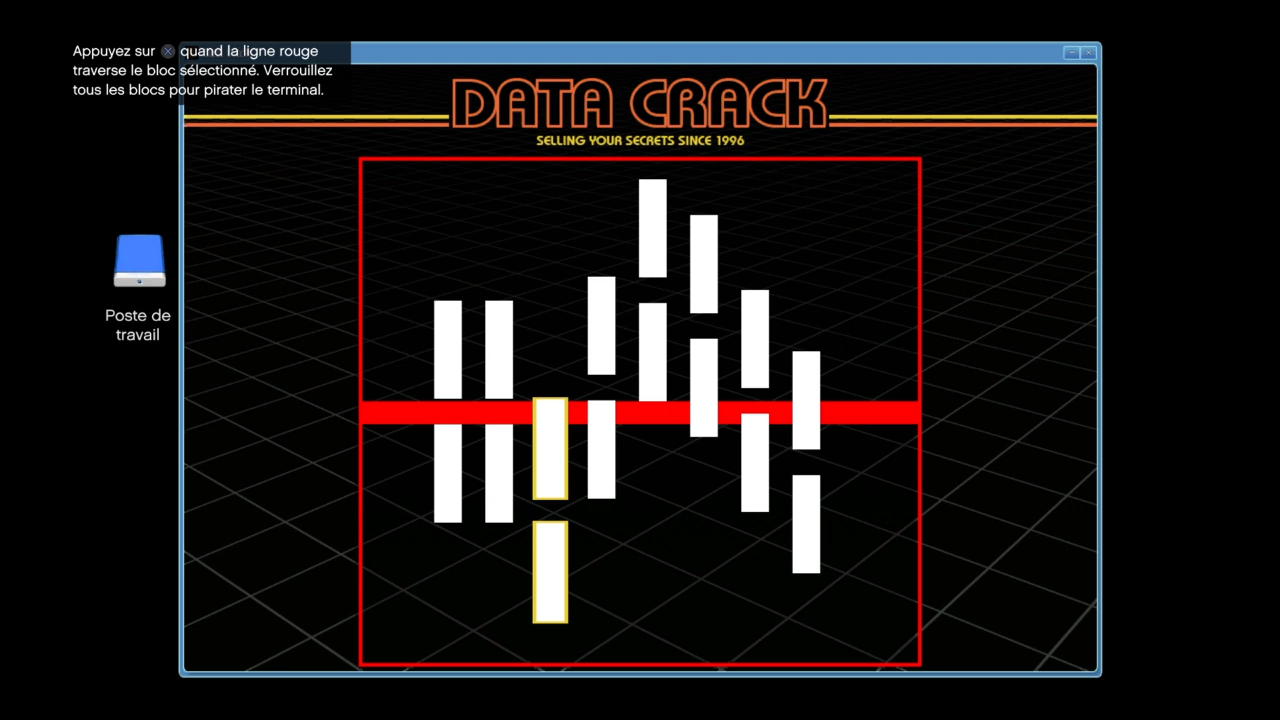 Appuyez sur ⓧ quand la ligne rouge
traverse le bloc sélectionné. Verrouillez
tous les blocs pour pirater le terminal.
DATA CRACK
SELLING YOUR SECRETS SINCE 1996
Poste de
travail